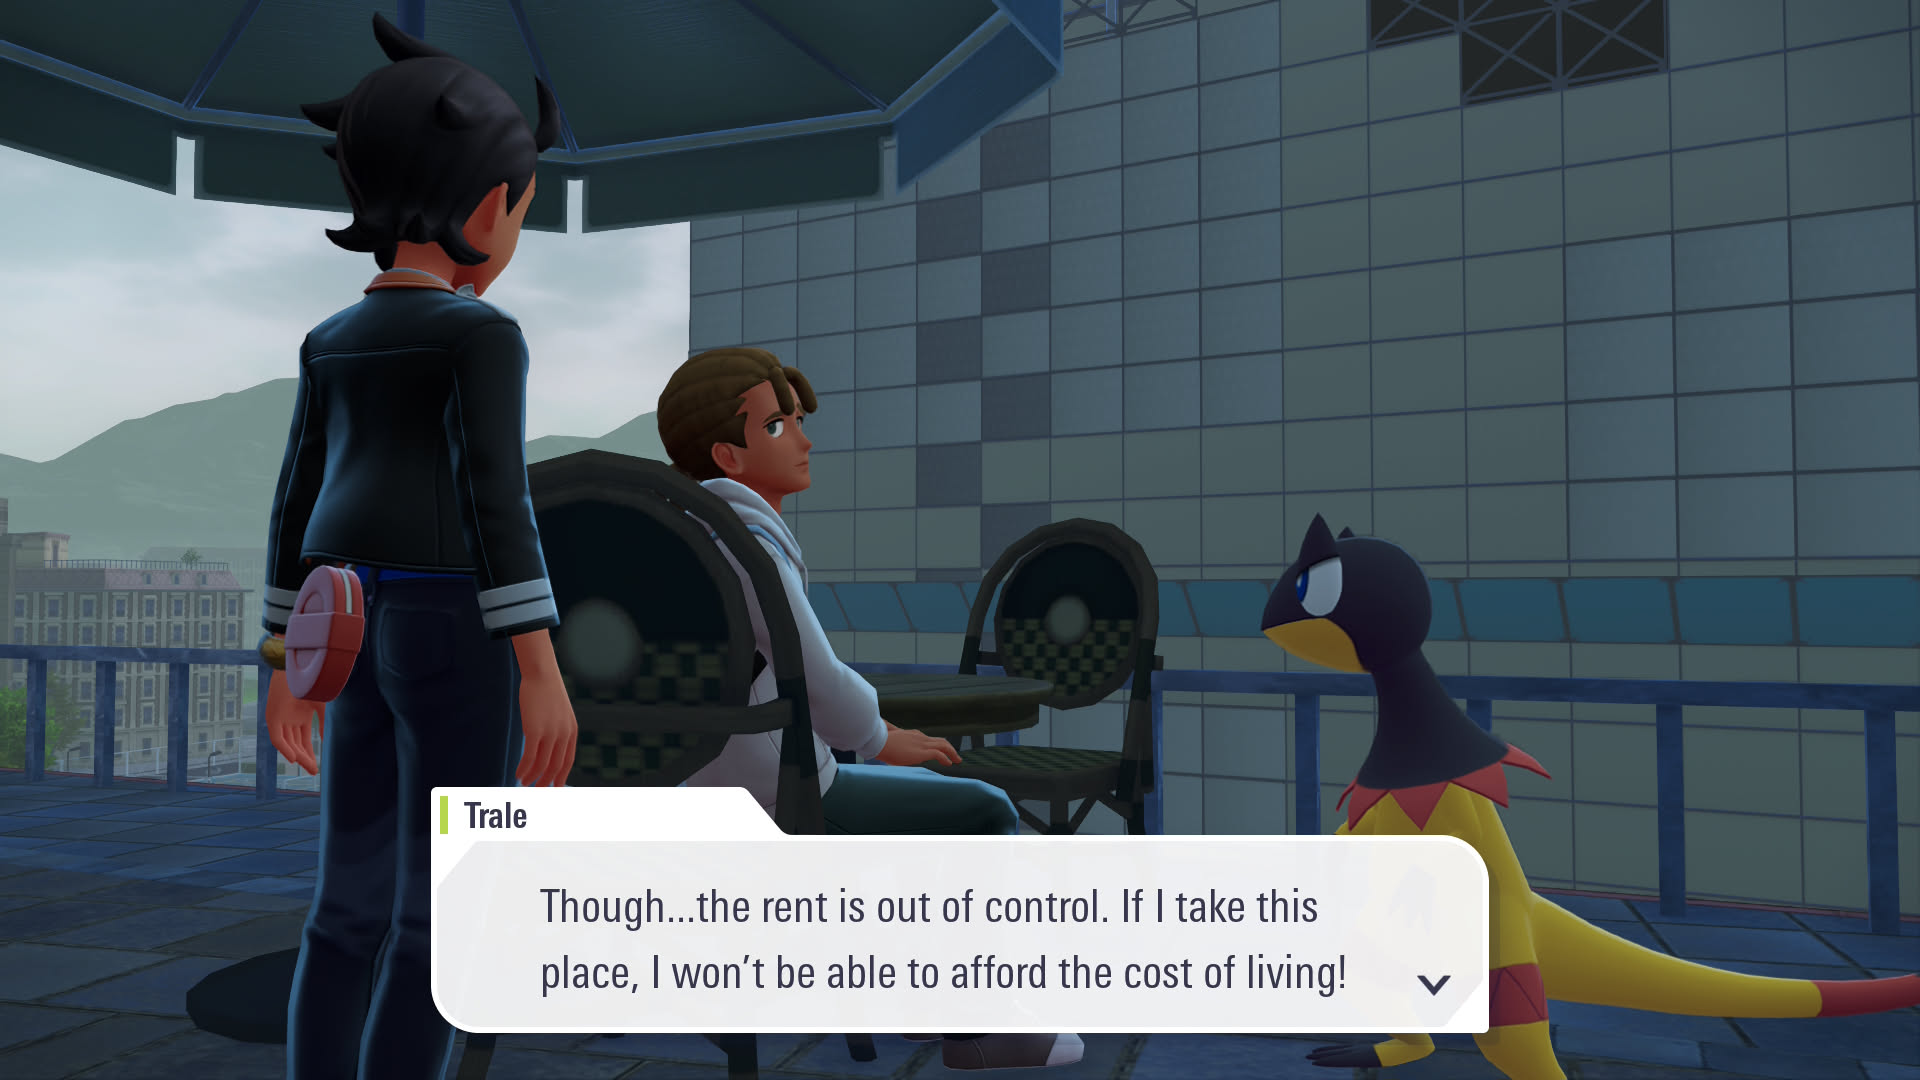 Trale
Though...the rent is out of control. If I take this
place, I won't be able to afford the cost of living!